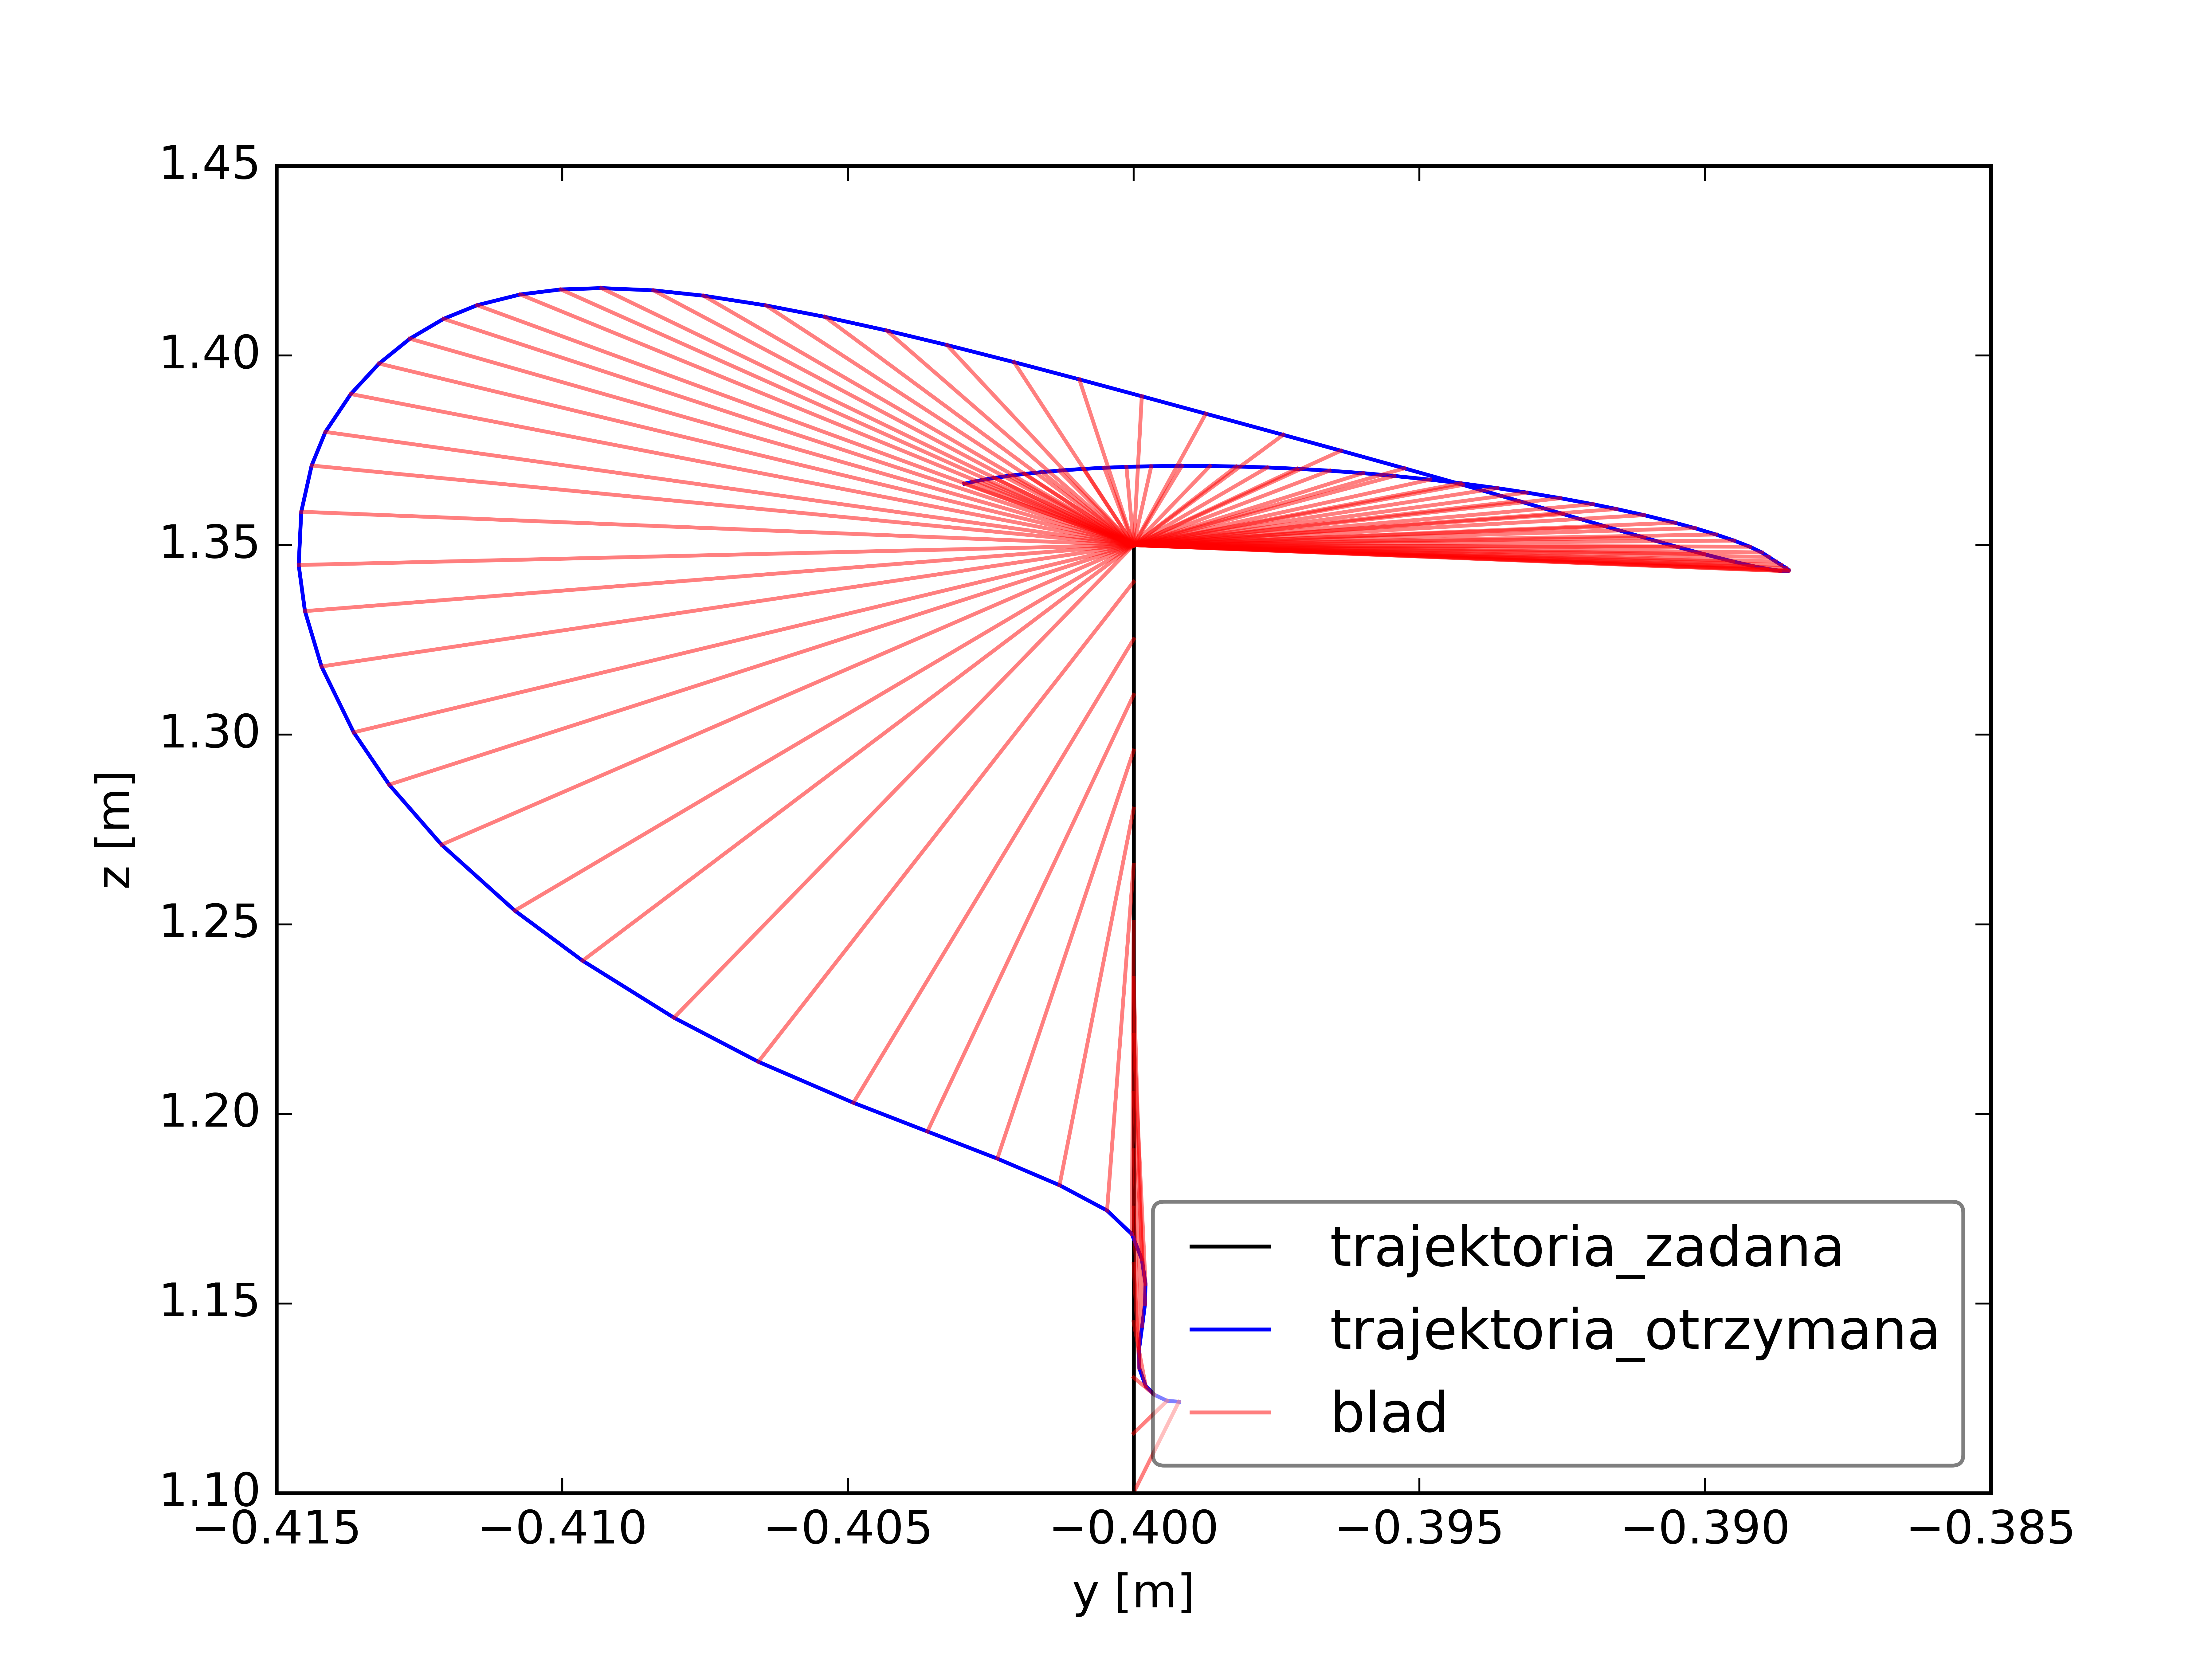 1.45
1.40
1.35
1.30
1.25
1.20
1.15
1.10
z [m]
−0.415 −0.410 −0.405 −0.400 −0.395 −0.390 −0.385
y [m]
trajektoria_zadana
trajektoria_otrzymana
blad